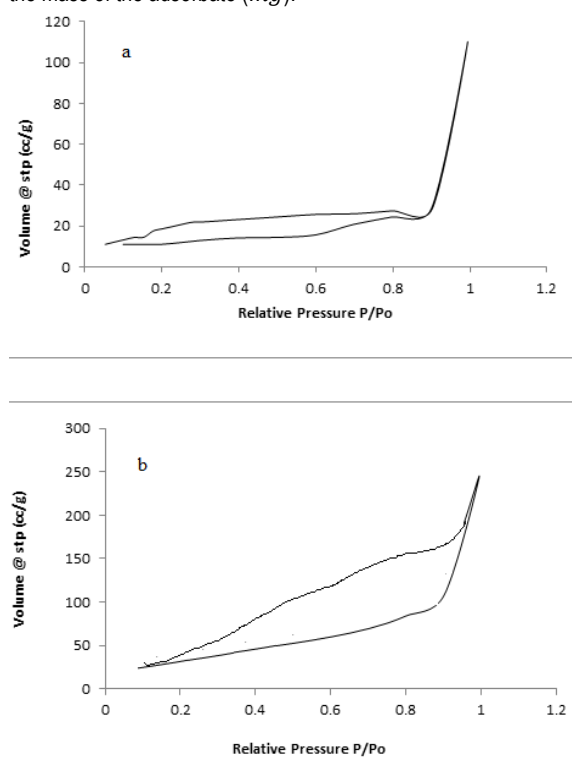 the mass of the adsorbate (mg).
120
100
80
60
40
20
0
a
Volume @ stp (cc/g)
0 0.2 0.4 0.6 0.8 1 1.2
Relative Pressure P/Po
300
250
200
150
100
50
0
b
Volume @ stp (cc/g)
0 0.2 0.4 0.6 0.8 1 1.2
Relative Pressure P/Po